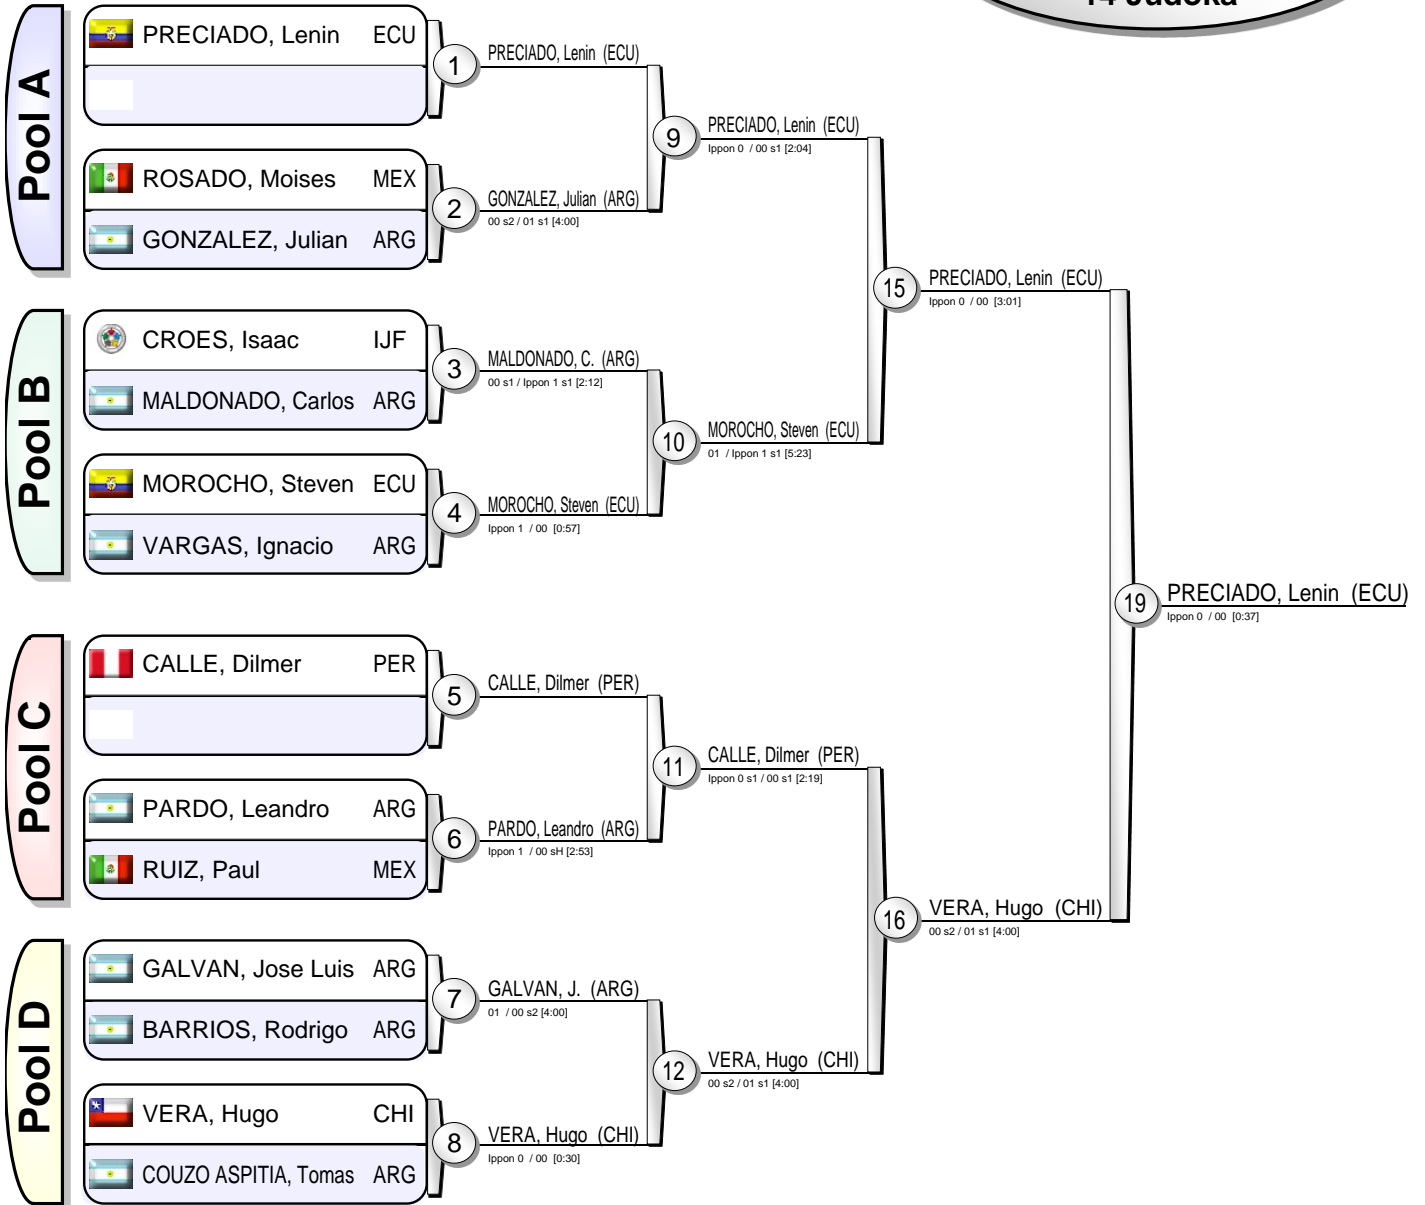 14 Judoka
Pool A
PRECIADO, Lenin ECU
ROSADO, Moises MEX
GONZALEZ, Julian ARG
Pool B
CROES, Isaac IJF
MALDONADO, Carlos ARG
MOROCHO, Steven ECU
VARGAS, Ignacio ARG
Pool C
CALLE, Dilmer PER
PARDO, Leandro ARG
RUIZ, Paul MEX
Pool D
GALVAN, Jose Luis ARG
BARRIOS, Rodrigo ARG
VERA, Hugo CHI
COUZO ASPITIA, Tomas ARG
1
PRECIADO, Lenin (ECU)
2
GONZALEZ, Julian (ARG)
00 s2 / 01 s1 [4:00]
3
MALDONADO, C. (ARG)
00 s1 / Ippon 1 s1 [2:12]
4
MOROCHO, Steven (ECU)
Ippon 1 / 00 [0:57]
5
CALLE, Dilmer (PER)
6
PARDO, Leandro (ARG)
Ippon 1 / 00 sH [2:53]
7
GALVAN, J. (ARG)
01 / 00 s2 [4:00]
8
VERA, Hugo (CHI)
Ippon 0 / 00 [0:30]
9
PRECIADO, Lenin (ECU)
Ippon 0 / 00 s1 [2:04]
10
MOROCHO, Steven (ECU)
01 / Ippon 1 s1 [5:23]
11
CALLE, Dilmer (PER)
Ippon 0 s1 / 00 s1 [2:19]
12
VERA, Hugo (CHI)
00 s2 / 01 s1 [4:00]
15
PRECIADO, Lenin (ECU)
Ippon 0 / 00 [3:01]
16
VERA, Hugo (CHI)
00 s2 / 01 s1 [4:00]
19
PRECIADO, Lenin (ECU)
Ippon 0 / 00 [0:37]